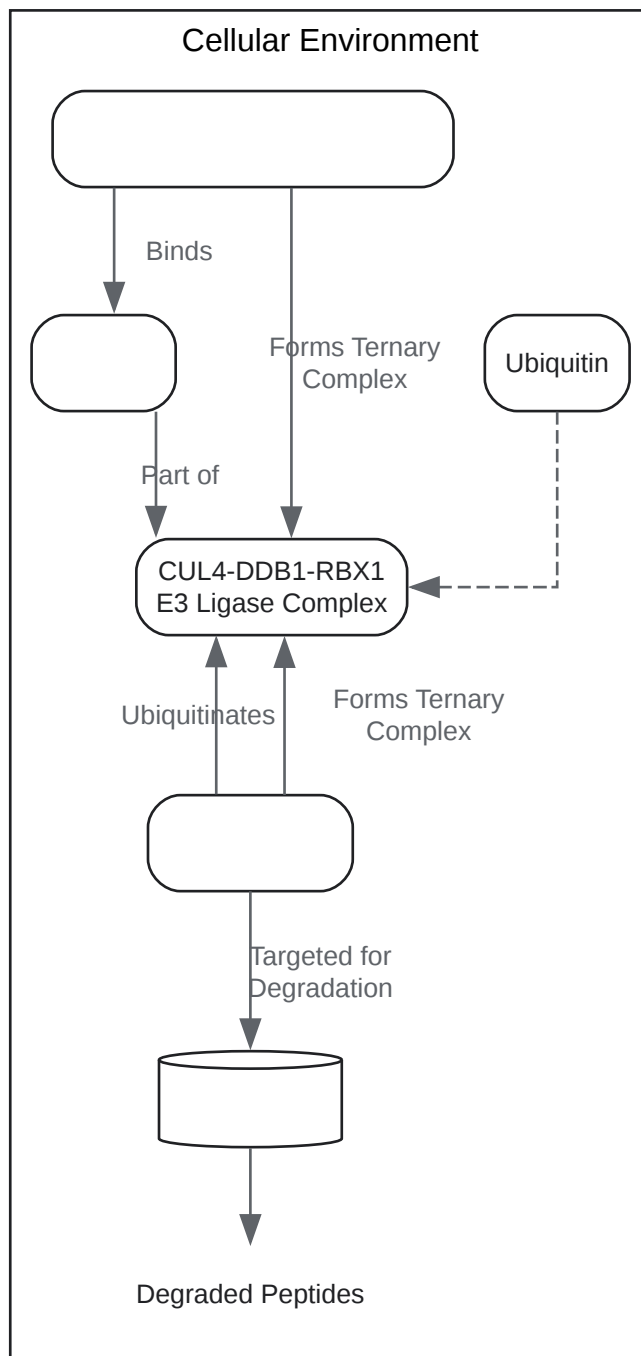 Cellular Environment
Binds
Forms Ternary
Complex
Ubiquitin
Part of
CUL4-DDB1-RBX1
E3 Ligase Complex
Ubiquitinates
Forms Ternary
Complex
Targeted for
Degradation
Degraded Peptides